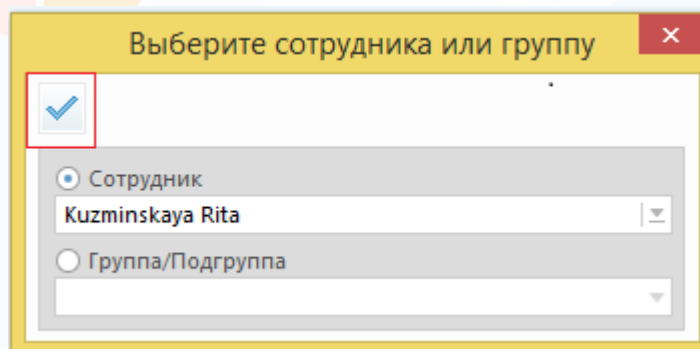 Выберите сотрудника или группу
Сотрудник
Kuzminskaya Rita
Группа/Подгруппа